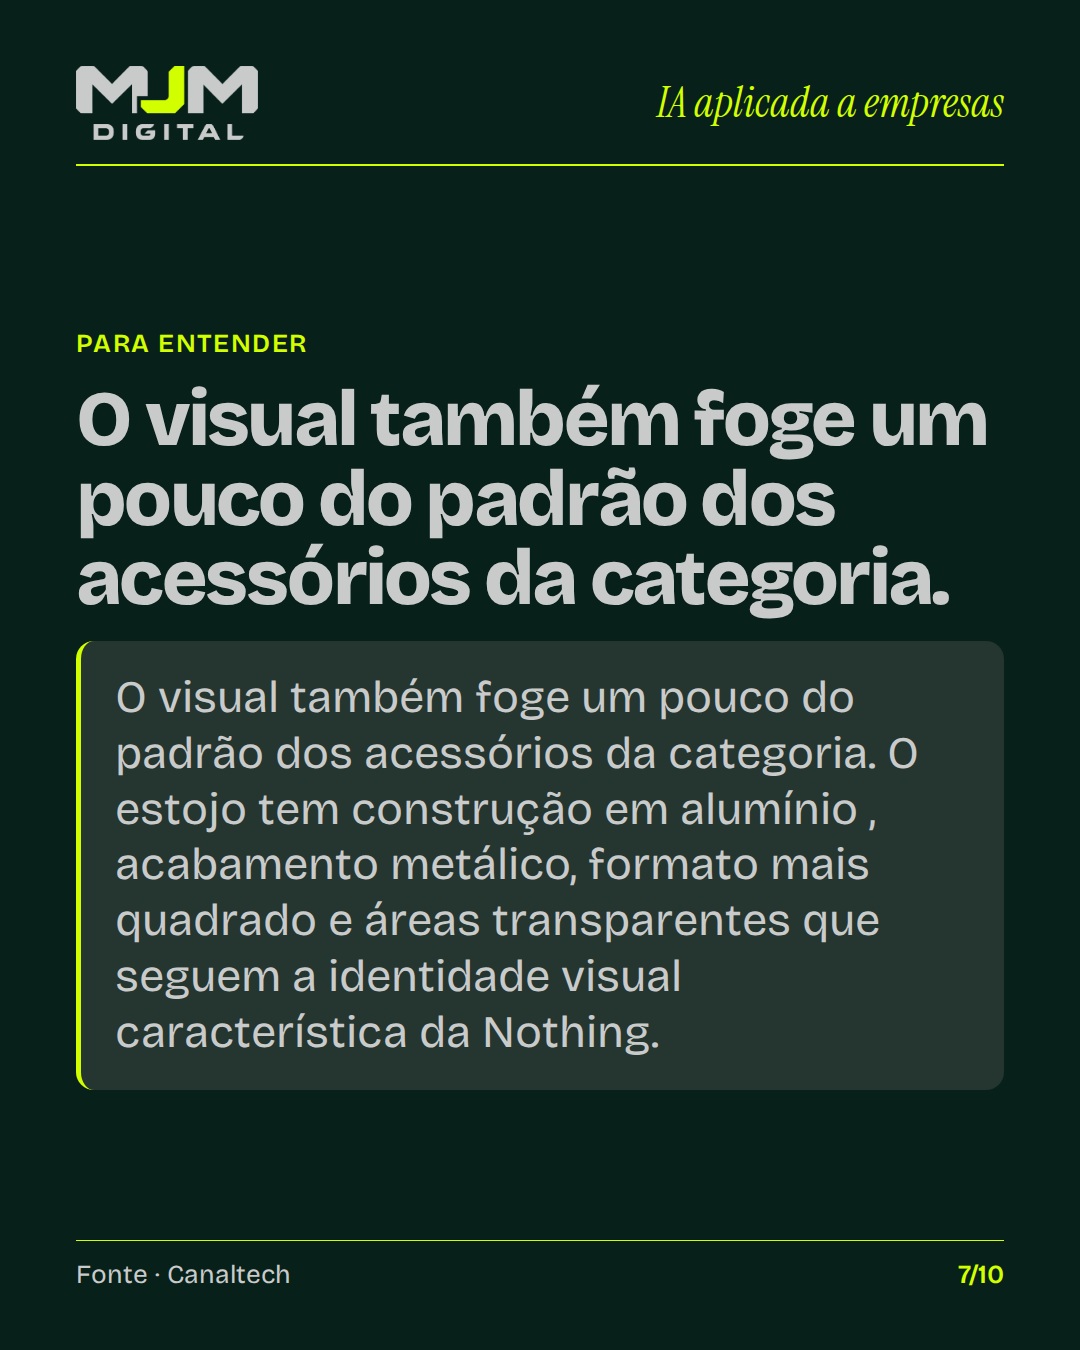 MJM
DIGITAL
IA aplicada a empresas
PARA ENTENDER
O visual também foge um
pouco do padrão dos
acessórios da categoria.
O visual também foge um pouco do
padrão dos acessórios da categoria. O
estojo tem construção em alumínio ,
acabamento metálico, formato mais
quadrado e áreas transparentes que
seguem a identidade visual
característica da Nothing.
Fonte · Canaltech
7/10